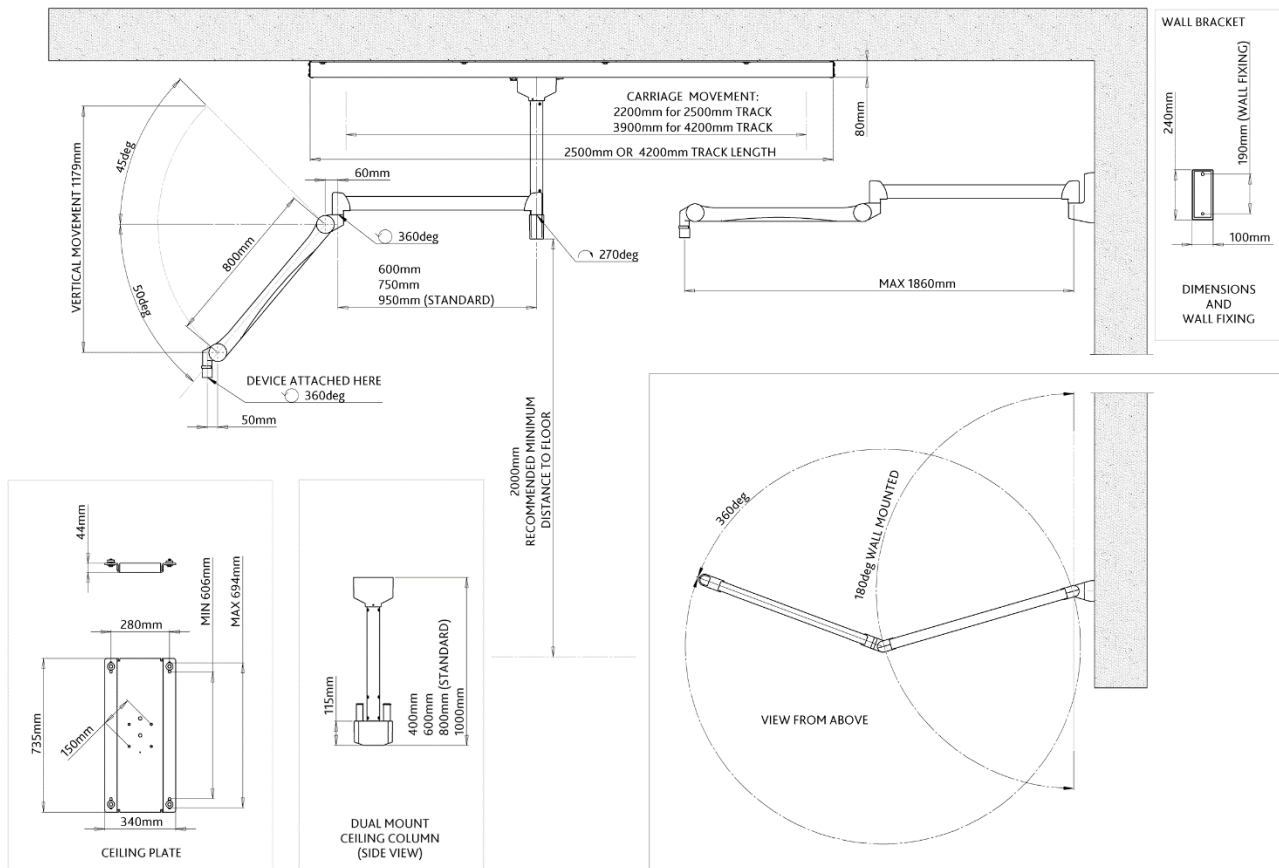 WALL BRACKET
240mm
190mm (WALL FIXING)
100mm
DIMENSIONS
AND
WALL FIXING
CARRIAGE MOVEMENT:
2200mm for 2500mm TRACK
3900mm for 4200mm TRACK
2500mm OR 4200mm TRACK LENGTH
80mm
VERTICAL MOVEMENT 1179mm
45deg
50deg
60mm
800mm
360deg
270deg
600mm
750mm
950mm (STANDARD)
MAX 1860mm
DEVICE ATTACHED HERE
360deg
50mm
2000mm
RECOMMENDED MINIMUM
DISTANCE TO FLOOR
44mm
280mm
MIN 606mm
MAX 694mm
735mm
150mm
340mm
CEILING PLATE
115mm
400mm
600mm
800mm (STANDARD)
1000mm
DUAL MOUNT
CEILING COLUMN
(SIDE VIEW)
360deg
180deg WALL MOUNTED
VIEW FROM ABOVE